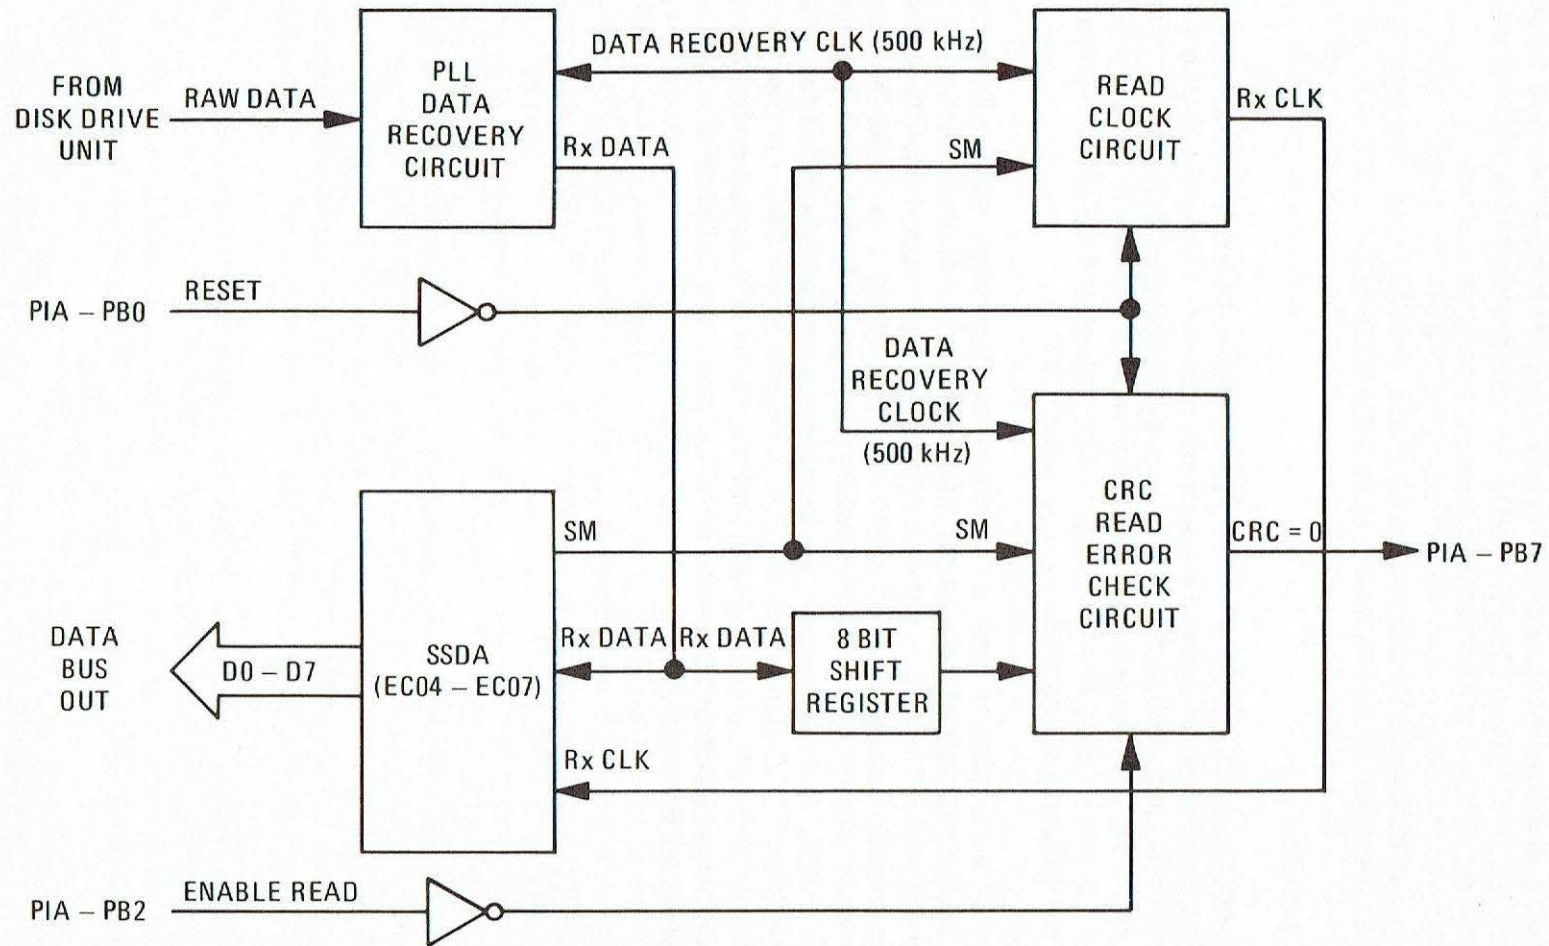 DATA RECOVERY CLK (500 kHz)
FROM
DISK DRIVE
UNIT
RAW DATA
PLL
DATA
RECOVERY
CIRCUIT
Rx DATA
SM
READ
CLOCK
CIRCUIT
Rx CLK
PIA – PB0
RESET
DATA
RECOVERY
CLOCK
(500 kHz)
SM
SM
CRC
READ
ERROR
CHECK
CIRCUIT
CRC = 0
PIA – PB7
DATA
BUS
OUT
D0 – D7
SSDA
(EC04 – EC07)
Rx DATA
Rx DATA
8 BIT
SHIFT
REGISTER
Rx CLK
PIA – PB2
ENABLE READ